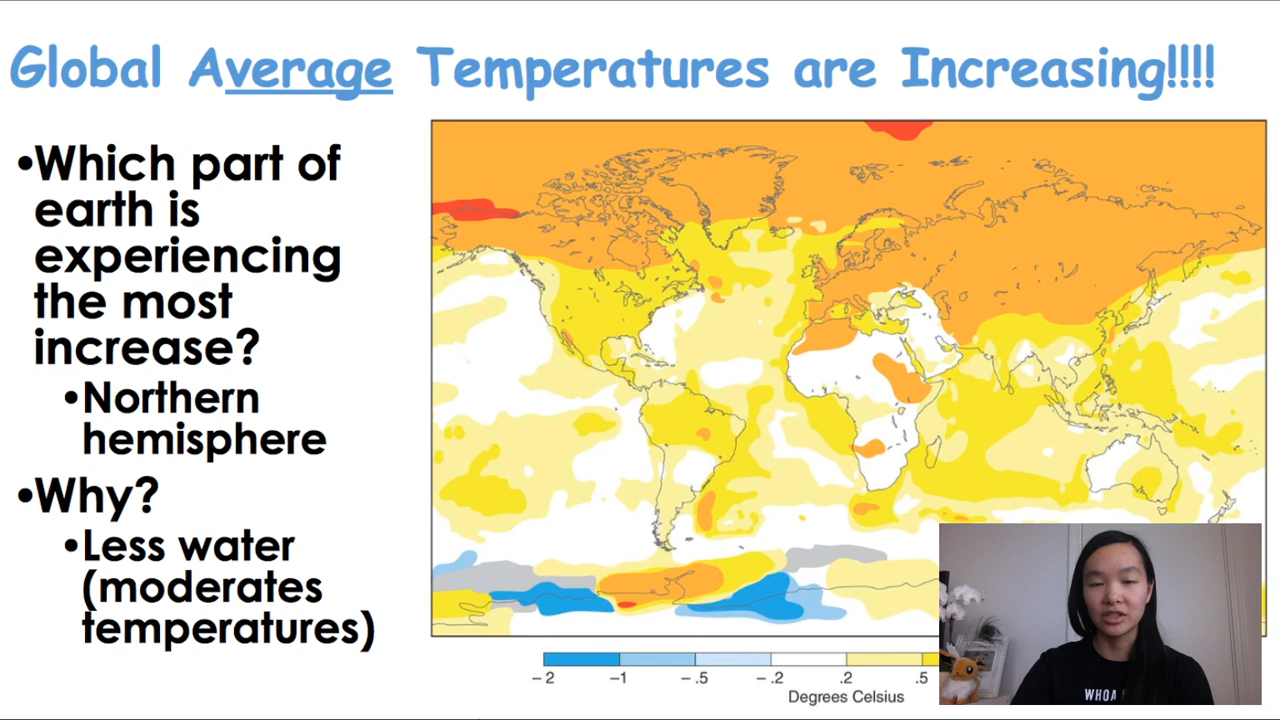 Global Average Temperatures are Increasing!!!!
•Which part of
earth is
experiencing
the most
increase?
•Northern
hemisphere
•Why?
•Less water
(moderates
temperatures)
– 2 –1 – .5 – .2 .2 .5
Degrees Celsius
WHOA